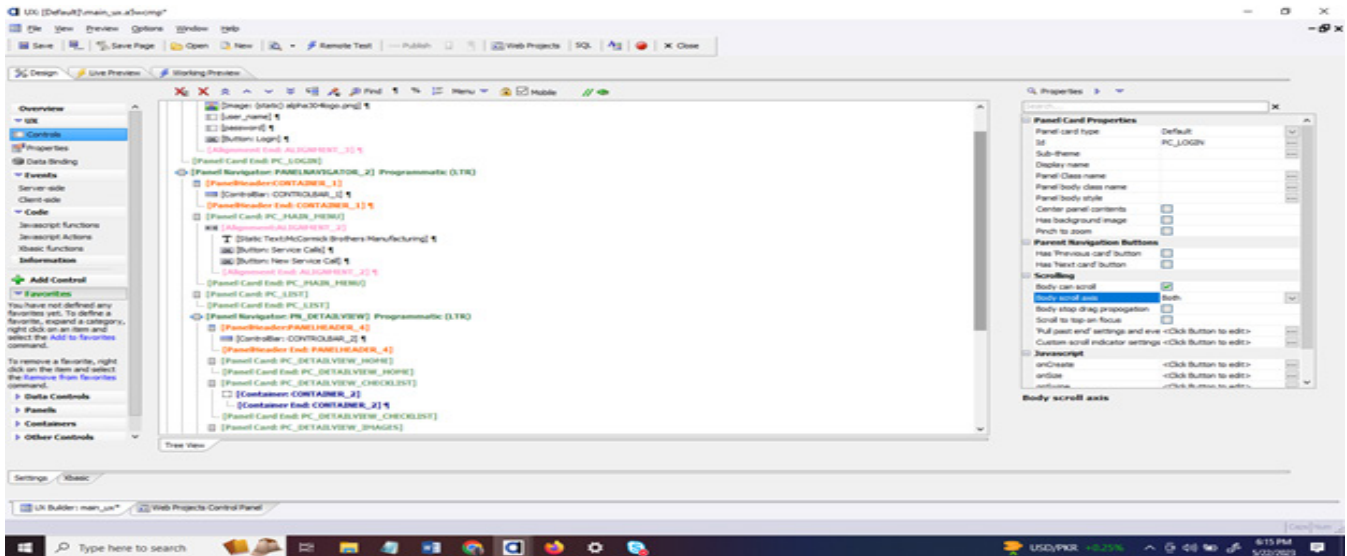 UX: [Default]\main_ux.a5wcmp*
File View Preview Options Window Help
Save Save Page Open New Remote Test Publish Web Projects SQL Close
Design Live Preview Working Preview
Find Menu Mobile
Overview
UX
Controls
Properties
Data Binding
Events
Server-side
Client-side
Code
Javascript functions
Javascript Actions
Xbasic functions
Information
Add Control
Favorites
You have not defined any
favorites yet. To define a
favorite, expand a category,
right click on an item and
select the Add to favorites
command.
To remove a favorite, right
click on the item and select
the Remove from favorites
command.
Data Controls
Panels
Containers
Other Controls
[Image: (static) alpha304logo.png] ¶
[user_name] ¶
[password] ¶
[Button: Login] ¶
[Alignment End: ALIGNMENT_1] ¶
[Panel Card End: PC_LOGIN]
[Panel Navigator: PANELNAVIGATOR_2] Programmatic (LTR)
[PanelHeader:CONTAINER_1]
[ControlBar: CONTROLBAR_1] ¶
[PanelHeader End: CONTAINER_1] ¶
[Panel Card: PC_MAIN_MENU]
[Alignment:ALIGNMENT_2]
[Static Text:McCormick Brothers Manufacturing] ¶
[Button: Service Calls] ¶
[Button: New Service Call] ¶
[Alignment End: ALIGNMENT_2] ¶
[Panel Card End: PC_MAIN_MENU]
[Panel Card: PC_LIST]
[Panel Card End: PC_LIST]
[Panel Navigator: PN_DETAILVIEW] Programmatic (LTR)
[PanelHeader:PANELHEADER_4]
[ControlBar: CONTROLBAR_2] ¶
[PanelHeader End: PANELHEADER_4]
[Panel Card: PC_DETAILVIEW_HOME]
[Panel Card End: PC_DETAILVIEW_HOME]
[Panel Card: PC_DETAILVIEW_CHECKLIST]
[Container: CONTAINER_2]
[Container End: CONTAINER_2] ¶
[Panel Card End: PC_DETAILVIEW_CHECKLIST]
[Panel Card: PC_DETAILVIEW_IMAGES]
Tree View
Properties
Search...
Panel Card Properties
Panel card type Default
Id PC_LOGIN
Sub-theme
Display name
Panel Class name
Panel body class name
Panel body style
Center panel contents
Has background image
Pinch to zoom
Parent Navigation Buttons
Has 'Previous card' button
Has 'Next card' button
Scrolling
Body can scroll
Body scroll axis Both
Body stop drag propogation
Scroll to top on focus
'Pull past end' settings and eve <Click Button to edit>
Custom scroll indicator settings <Click Button to edit>
Javascript
onCreate <Click Button to edit>
onSize <Click Button to edit>
<Click Button to edit>
Body scroll axis
Settings Xbasic
UX Builder: main_ux* Web Projects Control Panel
Type here to search
USD/PKR +0.25%
6:15 PM
5/22/2023